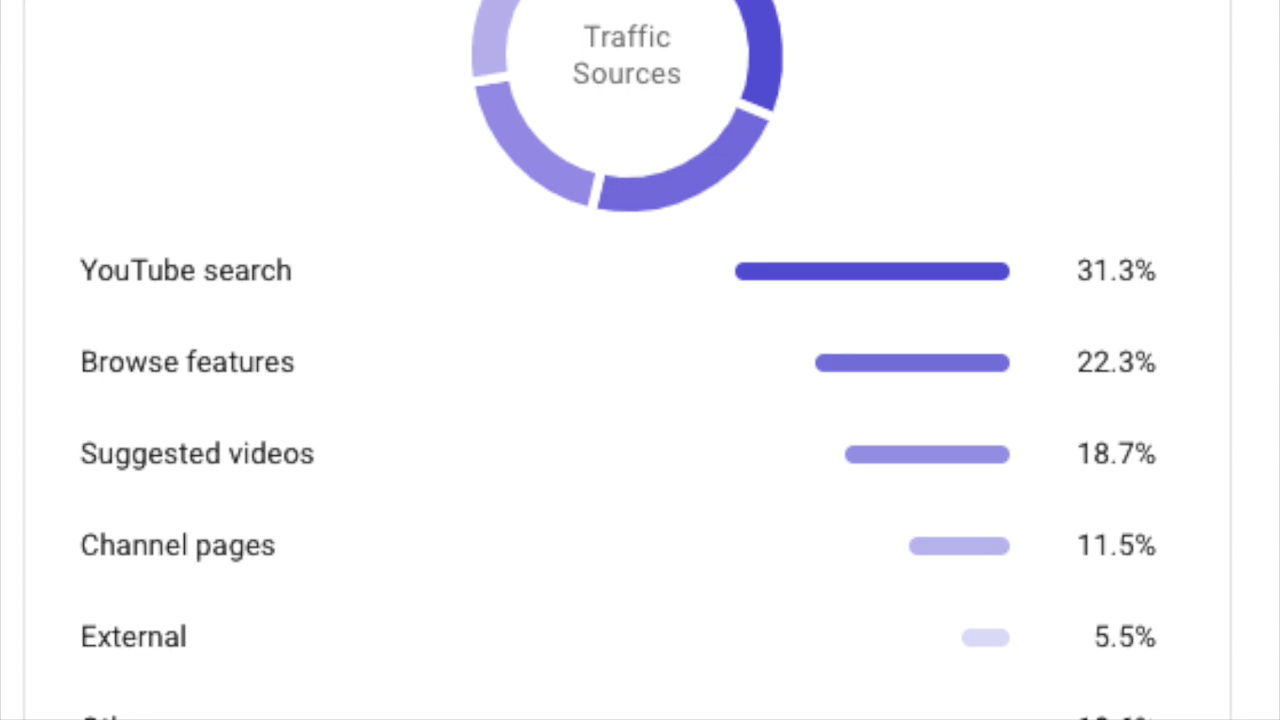 Traffic
Sources
YouTube search 31.3%
Browse features 22.3%
Suggested videos 18.7%
Channel pages 11.5%
External 5.5%